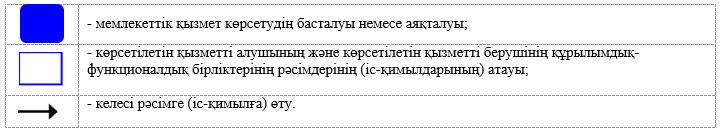 - мемлекеттік қызмет көрсетудің басталуы немесе аяқталуы;
- көрсетілетін қызметті алушының және көрсетілетін қызметті берушінің құрылымдық-
функционалдық бірліктерінің рәсімдерінің (іс-қимылдарының) атауы;
- келесі рәсімге (іс-қимылға) өту.